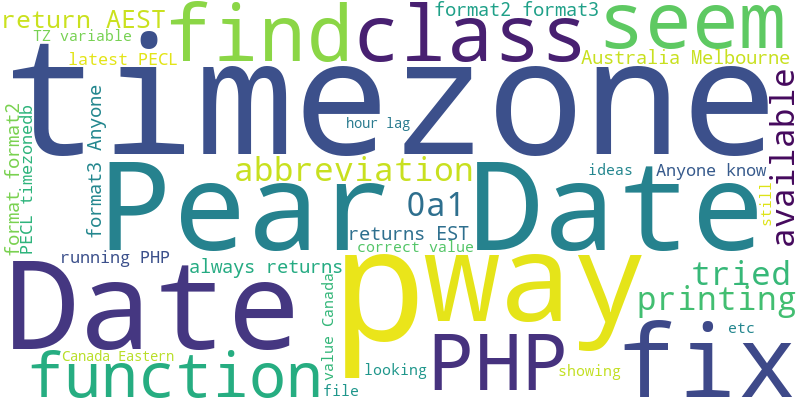 return AEST
TZ variable
latest PECL
find
class
format2 format3
seem
Australia Melbourne
timezone
hour lag
available
format format2
PECL timezonedb
format3 Anyone
Pear
Date
abbreviation
ideas
Anyone know
still
0a1
returns EST
correct value
running PHP
always returns
Date
p
way
tried
printing
function
Canada Eastern
value Canada
file
looking
PHP
showing
fix
etc